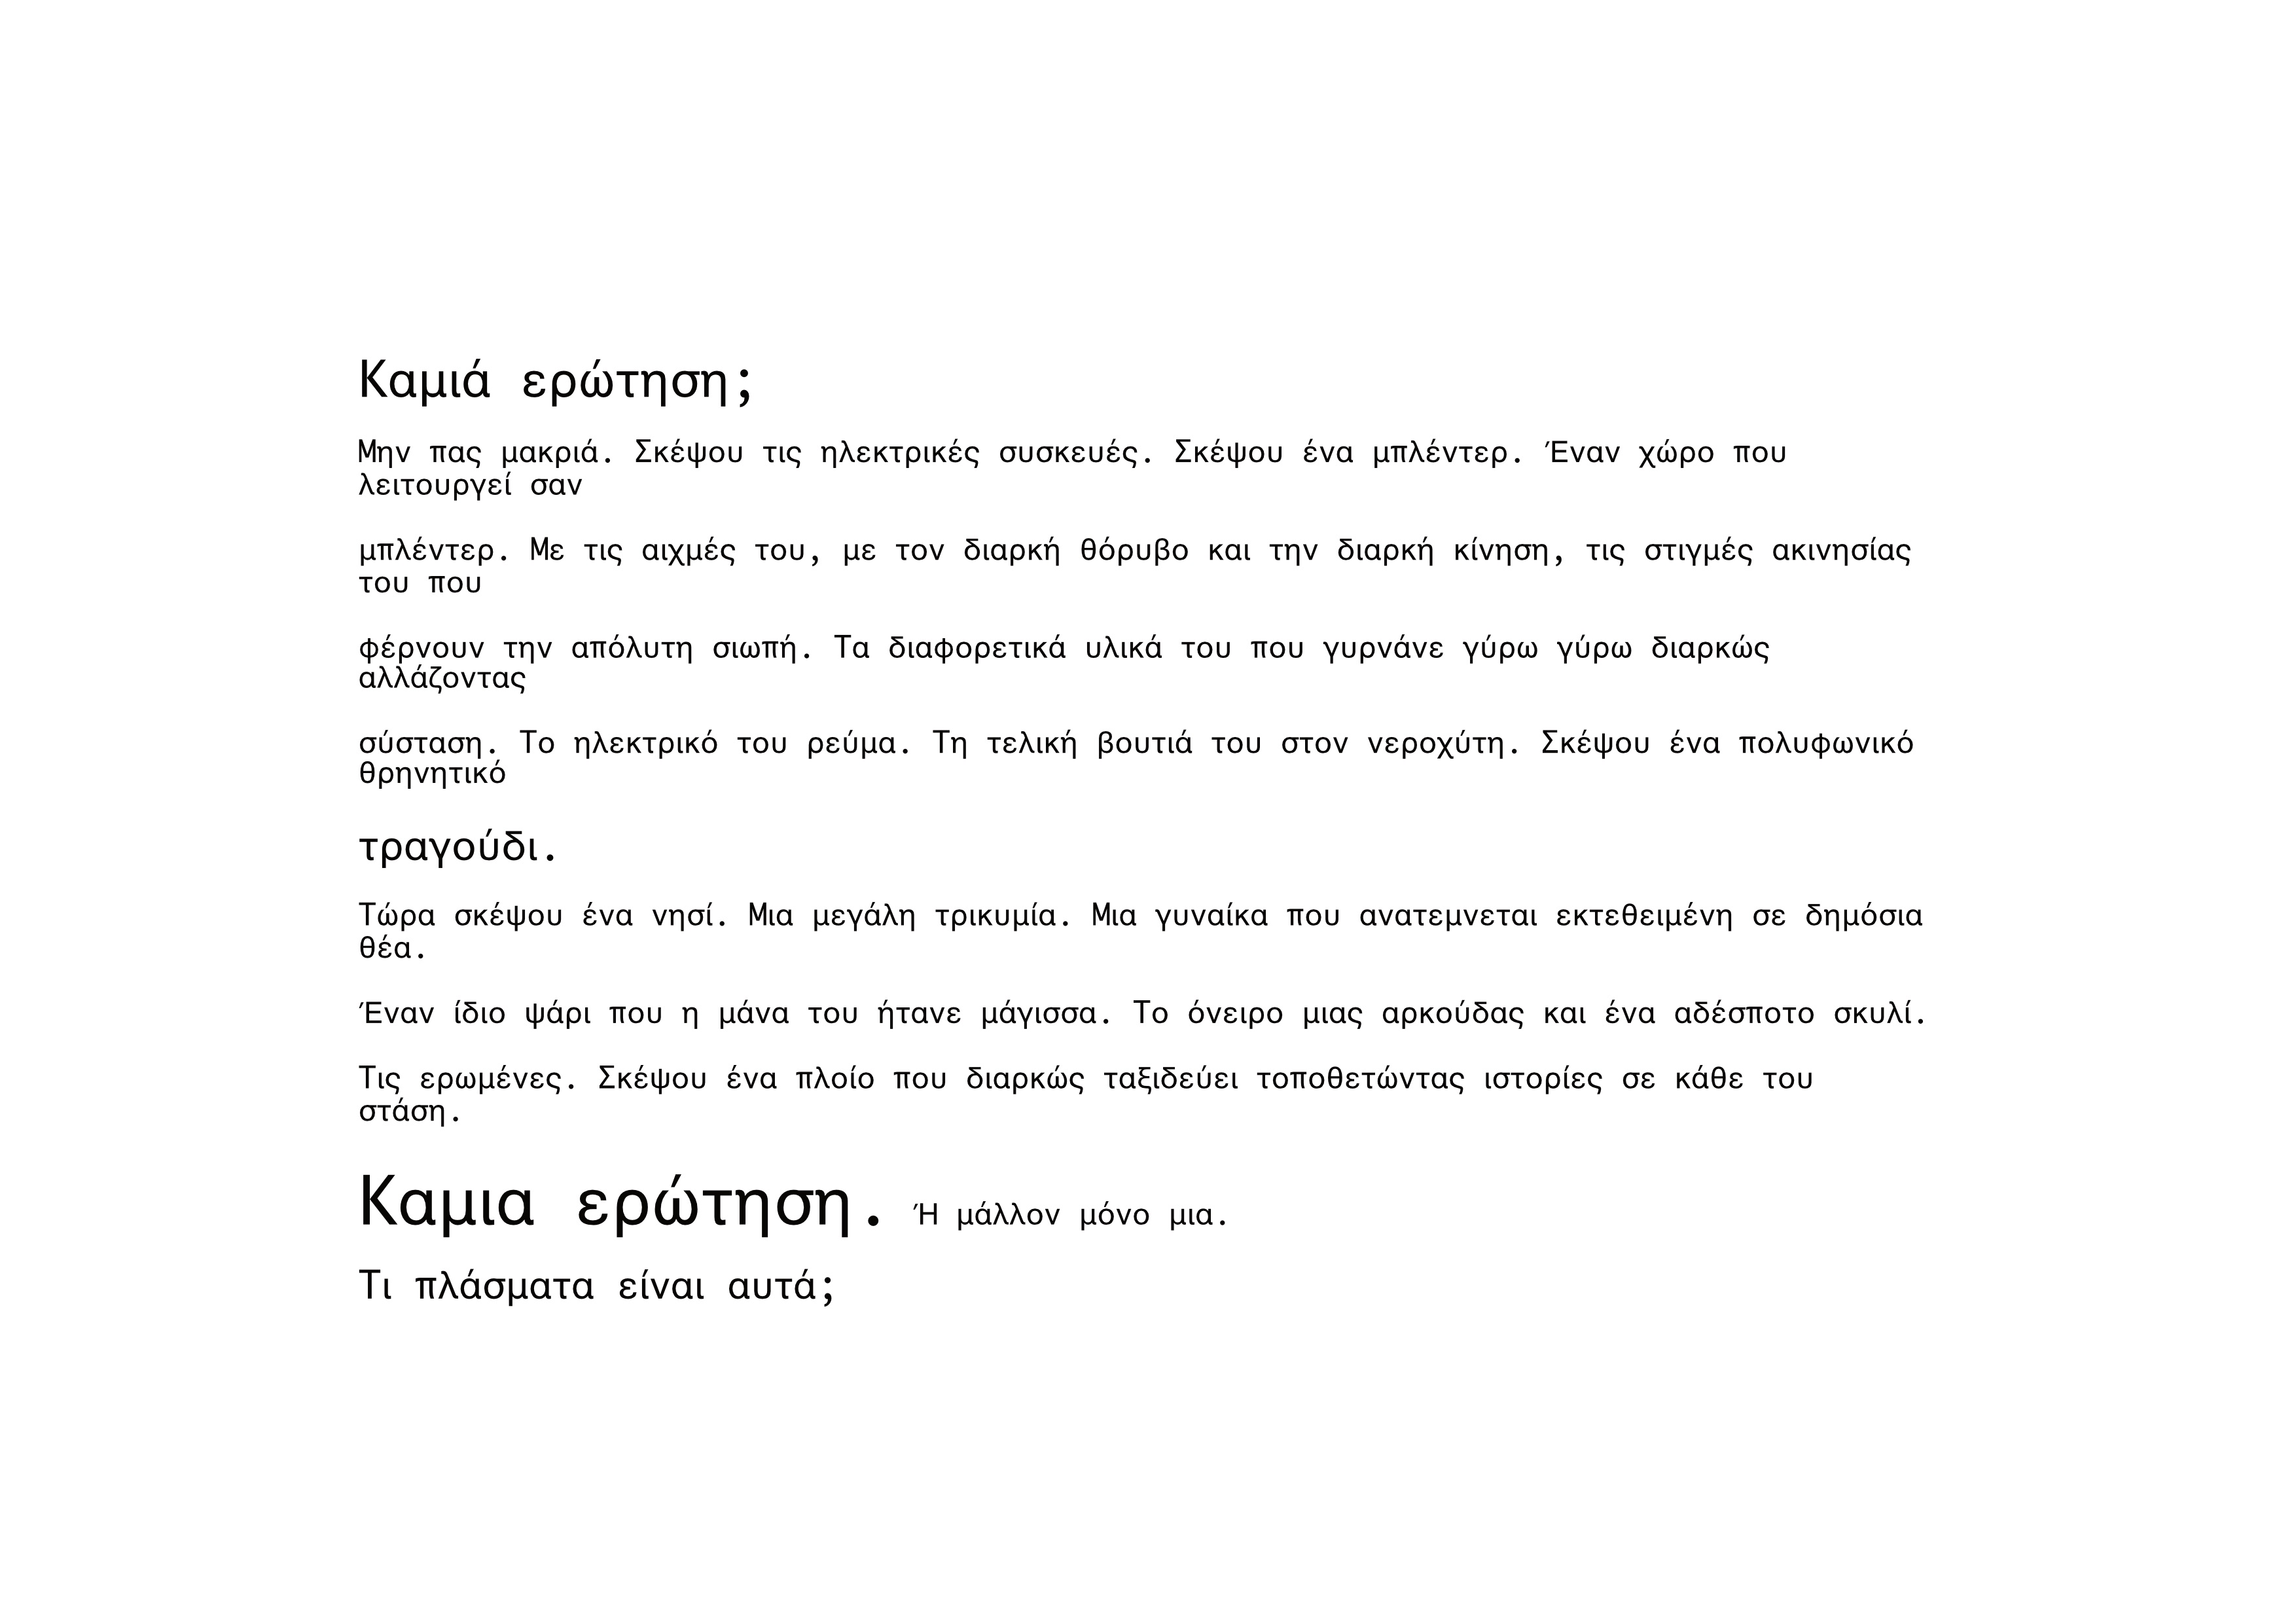 Καμιά ερώτηση;
Μην πας μακριά. Σκέψου τις ηλεκτρικές συσκευές. Σκέψου ένα μπλέντερ. Έναν χώρο που
λειτουργεί σαν
μπλέντερ. Με τις αιχμές του, με τον διαρκή θόρυβο και την διαρκή κίνηση, τις στιγμές ακινησίας
του που
φέρνουν την απόλυτη σιωπή. Τα διαφορετικά υλικά του που γυρνάνε γύρω γύρω διαρκώς
αλλάζοντας
σύσταση. Το ηλεκτρικό του ρεύμα. Τη τελική βουτιά του στον νεροχύτη. Σκέψου ένα πολυφωνικό
θρηνητικό
τραγούδι.
Τώρα σκέψου ένα νησί. Μια μεγάλη τρικυμία. Μια γυναίκα που ανατεμνεται εκτεθειμένη σε δημόσια
θέα.
Έναν ίδιο ψάρι που η μάνα του ήτανε μάγισσα. Το όνειρο μιας αρκούδας και ένα αδέσποτο σκυλί.
Τις ερωμένες. Σκέψου ένα πλοίο που διαρκώς ταξιδεύει τοποθετώντας ιστορίες σε κάθε του
στάση.
Καμια ερώτηση. Ή μάλλον μόνο μια.
Τι πλάσματα είναι αυτά;